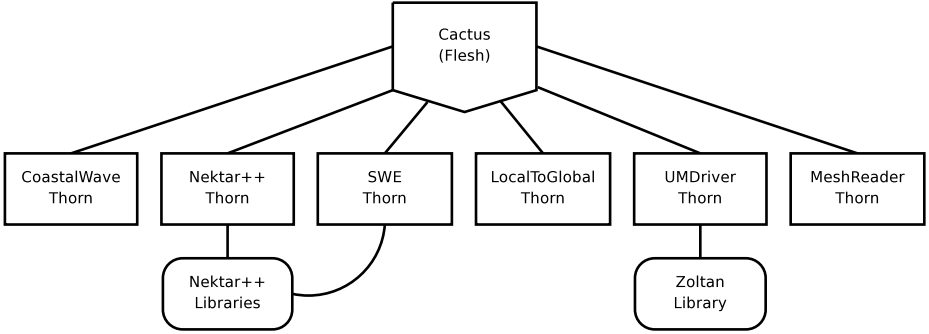 Cactus
(Flesh)
CoastalWave
Thorn
Nektar++
Thorn
SWE
Thorn
LocalToGlobal
Thorn
UMDriver
Thorn
MeshReader
Thorn
Nektar++
Libraries
Zoltan
Library